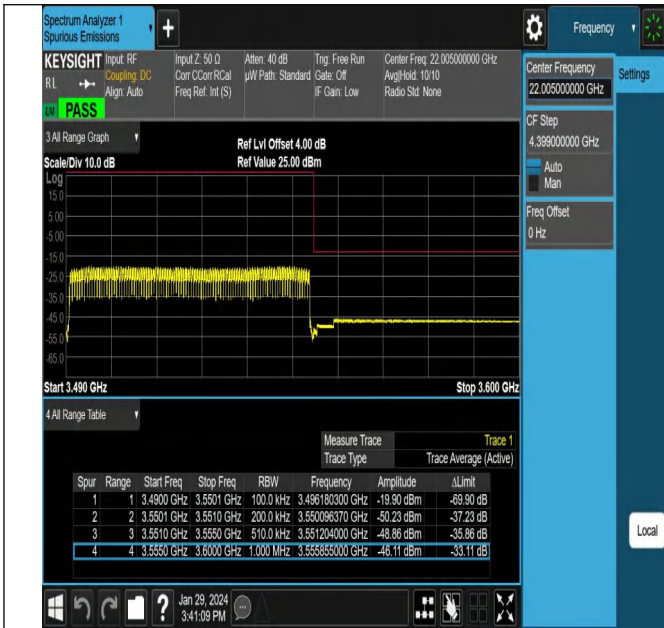 Spectrum Analyzer 1
Spurious Emissions
Frequency
KEYSIGHT
Input: RF
Coupling: DC
Align: Auto
Input Z: 50 Ω
Corr CCorr RCal
Freq Ref: Int (S)
Atten: 40 dB
µW Path: Standard
Trig: Free Run
Gate: Off
IF Gain: Low
Center Freq: 22.005000000 GHz
Avg|Hold: 10/10
Radio Std: None
RL
PASS
Center Frequency
22.005000000 GHz
Settings
CF Step
4.399000000 GHz
Auto
Man
Freq Offset
0 Hz
3 All Range Graph
Scale/Div 10.0 dB
Ref Lvl Offset 4.00 dB
Ref Value 25.00 dBm
Log
15.0
5.00
-5.00
-15.0
-25.0
-35.0
-45.0
-55.0
-65.0
Start 3.490 GHz
Stop 3.600 GHz
4 All Range Table
Measure Trace Trace 1
Trace Type Trace Average (Active)
Spur Range Start Freq Stop Freq RBW Frequency Amplitude ΔLimit
1 1 3.4900 GHz 3.5501 GHz 100.0 kHz 3.496180300 GHz -19.90 dBm -69.90 dB
2 2 3.5501 GHz 3.5510 GHz 200.0 kHz 3.550096370 GHz -50.23 dBm -37.23 dB
3 3 3.5510 GHz 3.5550 GHz 510.0 kHz 3.551204000 GHz -48.86 dBm -35.86 dB
4 4 3.5550 GHz 3.6000 GHz 1.000 MHz 3.555855000 GHz -46.11 dBm -33.11 dB
Local
Jan 29, 2024
3:41:09 PM